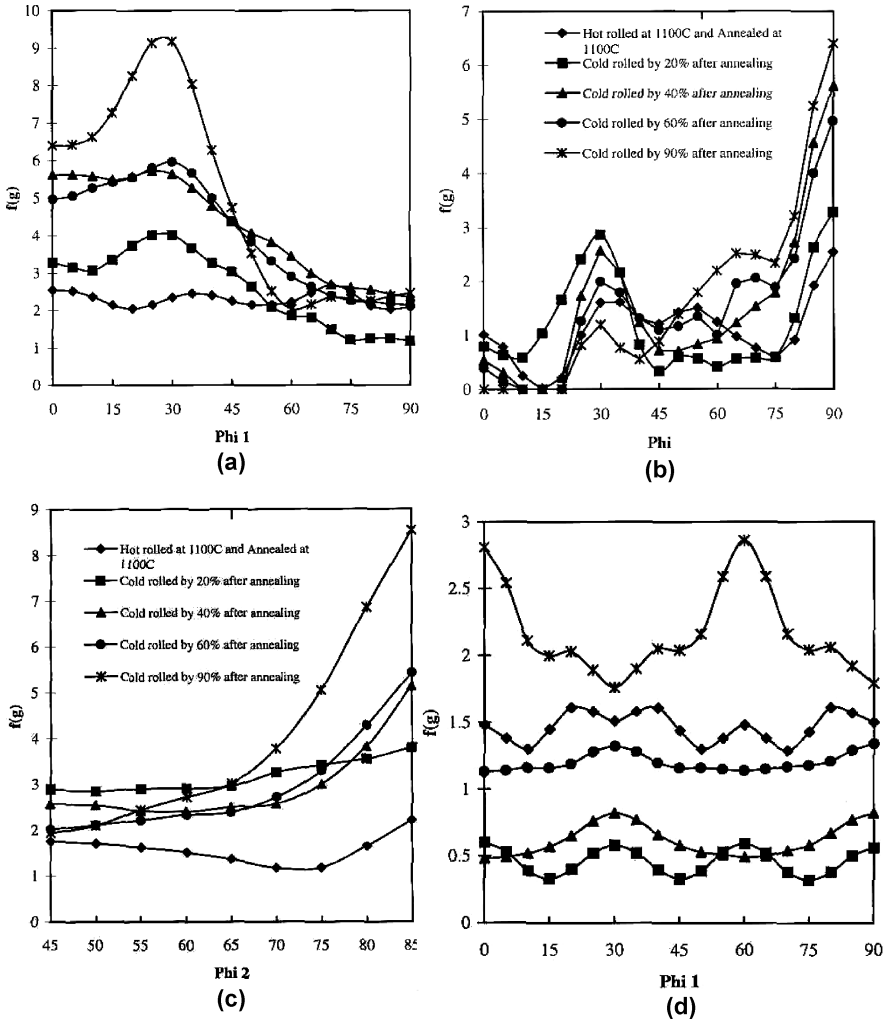 10
9
8
7
6
5
4
3
2
1
0
f(g)
0 15 30 45 60 75 90
Phi 1
(a)
7
6
5
4
3
2
1
0
f(g)
Hot rolled at 1100C and Annealed at
1100C
Cold rolled by 20% after annealing
Cold rolled by 40% after annealing
Cold rolled by 60% after annealing
Cold rolled by 90% after annealing
0 15 30 45 60 75 90
Phi
(b)
9
8
7
6
5
4
3
2
1
0
f(g)
Hot rolled at 1100C and Annealed at
1100C
Cold rolled by 20% after annealing
Cold rolled by 40% after annealing
Cold rolled by 60% after annealing
Cold rolled by 90% after annealing
45 50 55 60 65 70 75 80 85
Phi 2
(c)
3
2.5
2
1.5
1
0.5
0
f(g)
0 15 30 45 60 75 90
Phi 1
(d)